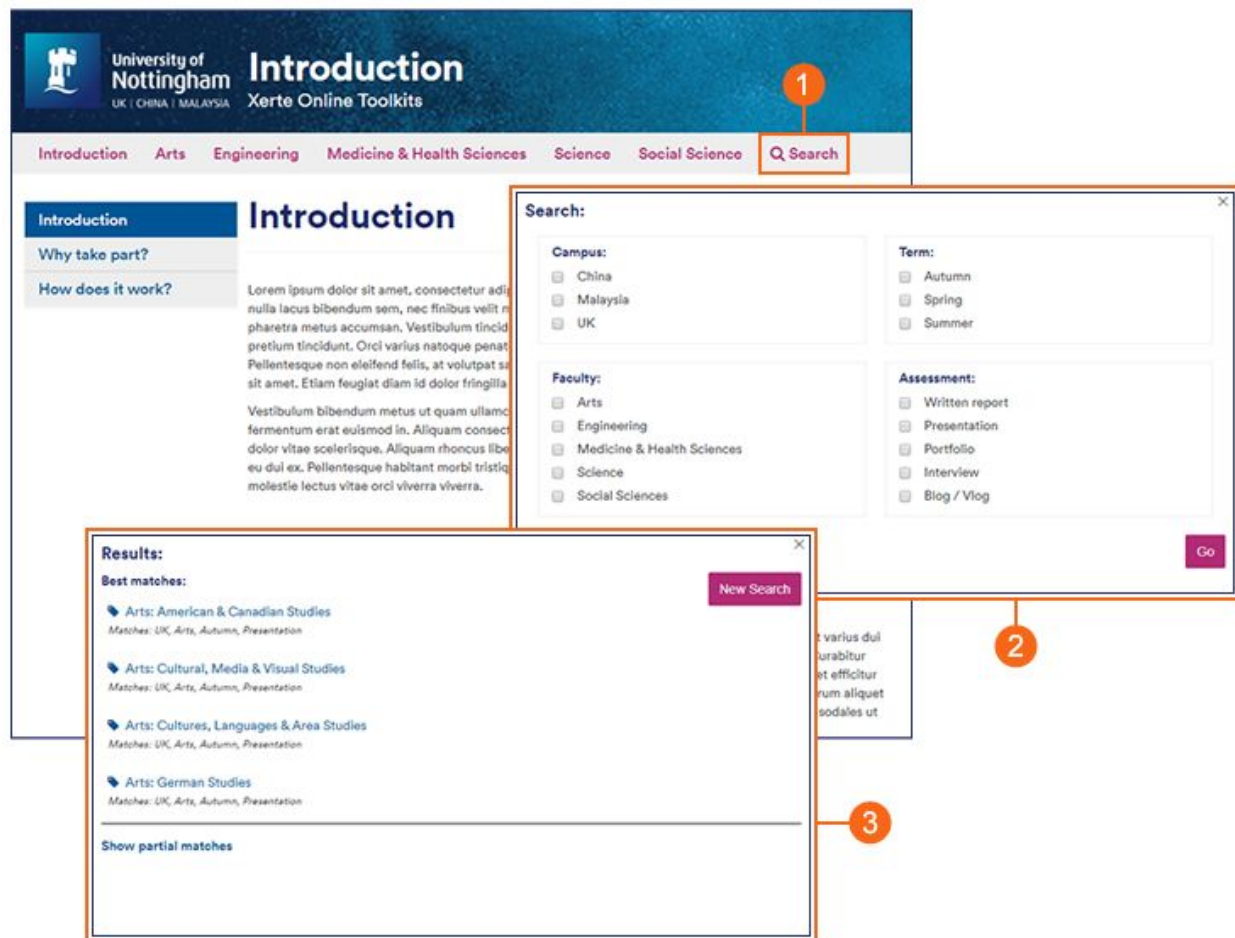 University of
Nottingham
UK | CHINA | MALAYSIA
Introduction
Xerte Online Toolkits
1
Introduction Arts Engineering Medicine & Health Sciences Science Social Science Search
Introduction
Why take part?
How does it work?
Introduction
Lorem ipsum dolor sit amet, consectetur adip
nulla lacus bibendum sem, nec finibus velit
pharetra metus accumsan. Vestibulum tincid
pretium tincidunt. Orci varius natoque penat
Pellentesque non eleifend felis, at volutpat sa
sit amet. Etiam feugiat diam id dolor fringilla
Vestibulum bibendum metus ut quam ullamc
fermentum erat euismod in. Aliquam consect
dolor vitae scelerisque. Aliquam rhoncus libe
eu dui ex. Pellentesque habitant morbi tristiq
molestie lectus vitae orci viverra viverra.
Search:
×
Campus:
China
Malaysia
UK
Term:
Autumn
Spring
Summer
Faculty:
Arts
Engineering
Medicine & Health Sciences
Science
Social Sciences
Assessment:
Written report
Presentation
Portfolio
Interview
Blog / Vlog
Go
2
Results:
×
Best matches:
New Search
Arts: American & Canadian Studies
Matches: UK, Arts, Autumn, Presentation
Arts: Cultural, Media & Visual Studies
Matches: UK, Arts, Autumn, Presentation
Arts: Cultures, Languages & Area Studies
Matches: UK, Arts, Autumn, Presentation
Arts: German Studies
Matches: UK, Arts, Autumn, Presentation
Show partial matches
3
t varius dui
Curabitur
et efficitur
rum aliquet
sodales ut